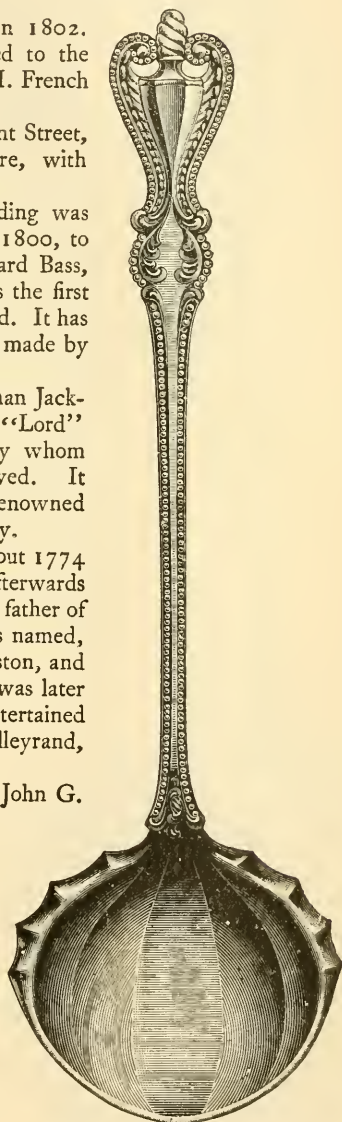 n 1802.
ed to the
I. French
nt Street,
re, with
ding was
1800, to
ard Bass,
s the first
d. It has
made by
nan Jack-
"Lord"
y whom
ved. It
enowned
y.
out 1774
fterwards
father of
s named,
ston, and
was later
tertained
lleyrand,
John G.